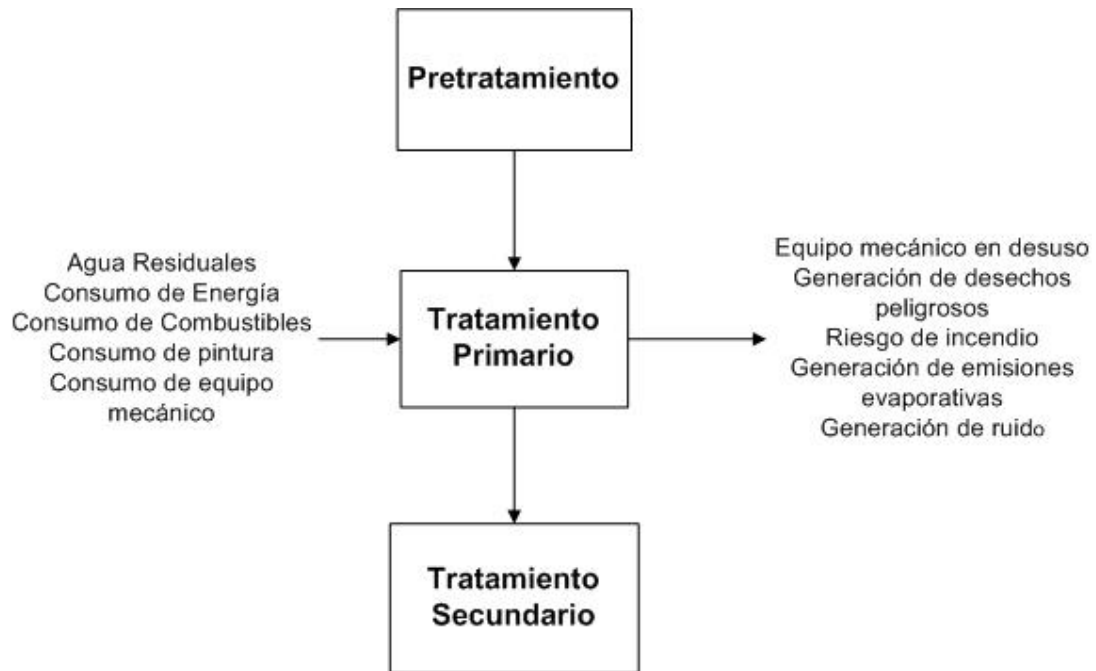 Pretratamiento
Agua Residuales
Consumo de Energía
Consumo de Combustibles
Consumo de pintura
Consumo de equipo
mecánico
Tratamiento
Primario
Equipo mecánico en desuso
Generación de desechos
peligrosos
Riesgo de incendio
Generación de emisiones
evaporativas
Generación de ruido
Tratamiento
Secundario